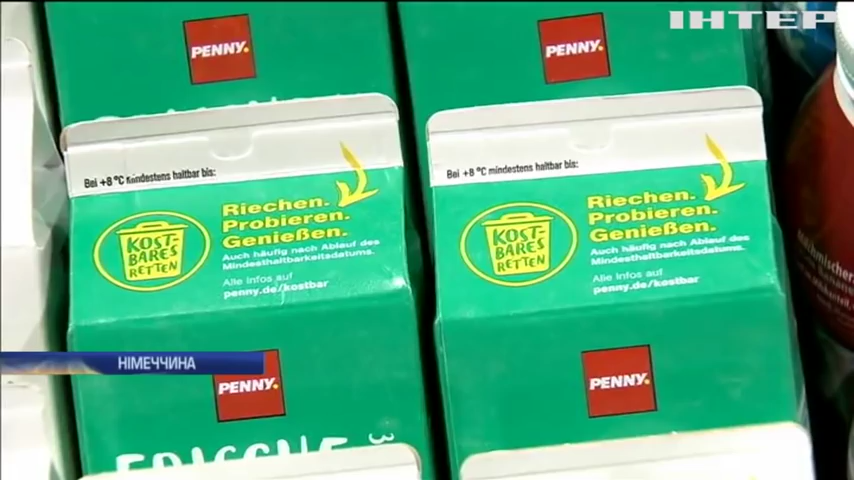 ІНТЕР
PENNY.
PENNY.
Bei +8 °C mindestens haltbar bis:
KOST-
BARES
RETTEN
Riechen.
Probieren.
Genießen.
Auch häufig nach Ablauf des
Mindesthaltbarkeitsdatums.
Alle Infos auf
penny.de/kostbar
Bei +8 °C mindestens haltbar bis:
KOST-
BARES
RETTEN
Riechen.
Probieren.
Genießen.
Auch häufig nach Ablauf des
Mindesthaltbarkeitsdatums.
Alle Infos auf
penny.de/kostbar
НІМЕЧЧИНА
PENNY.
PENNY.